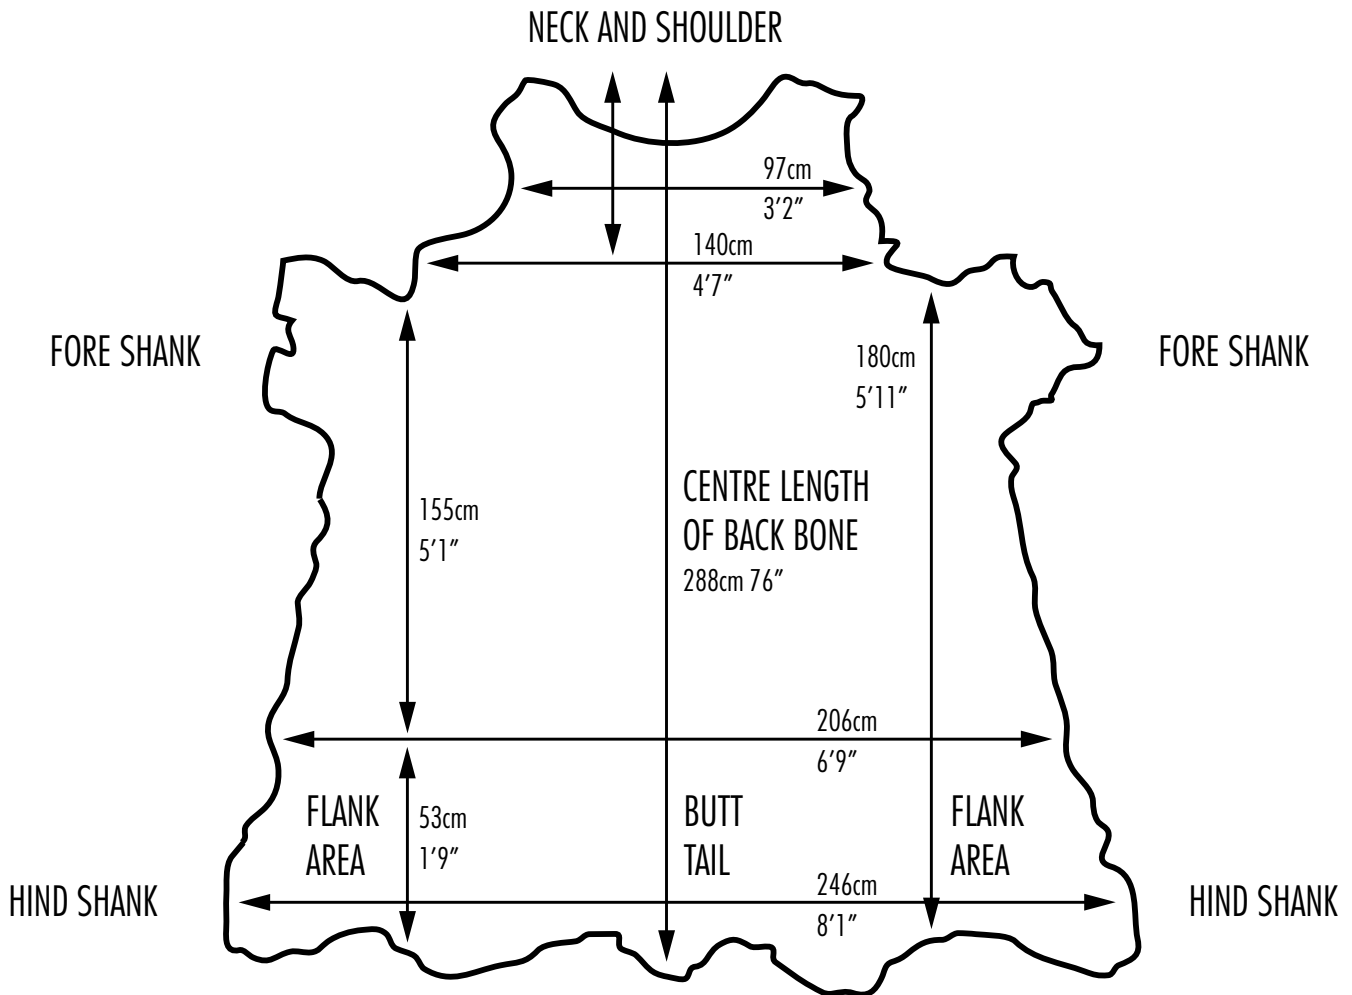 NECK AND SHOULDER
97cm
3’2”
140cm
4’7”
FORE SHANK
180cm
5’11”
FORE SHANK
CENTRE LENGTH
OF BACK BONE
288cm 76”
155cm
5’1”
206cm
6’9”
FLANK
AREA
53cm
1’9”
BUTT
TAIL
FLANK
AREA
246cm
8’1”
HIND SHANK
HIND SHANK